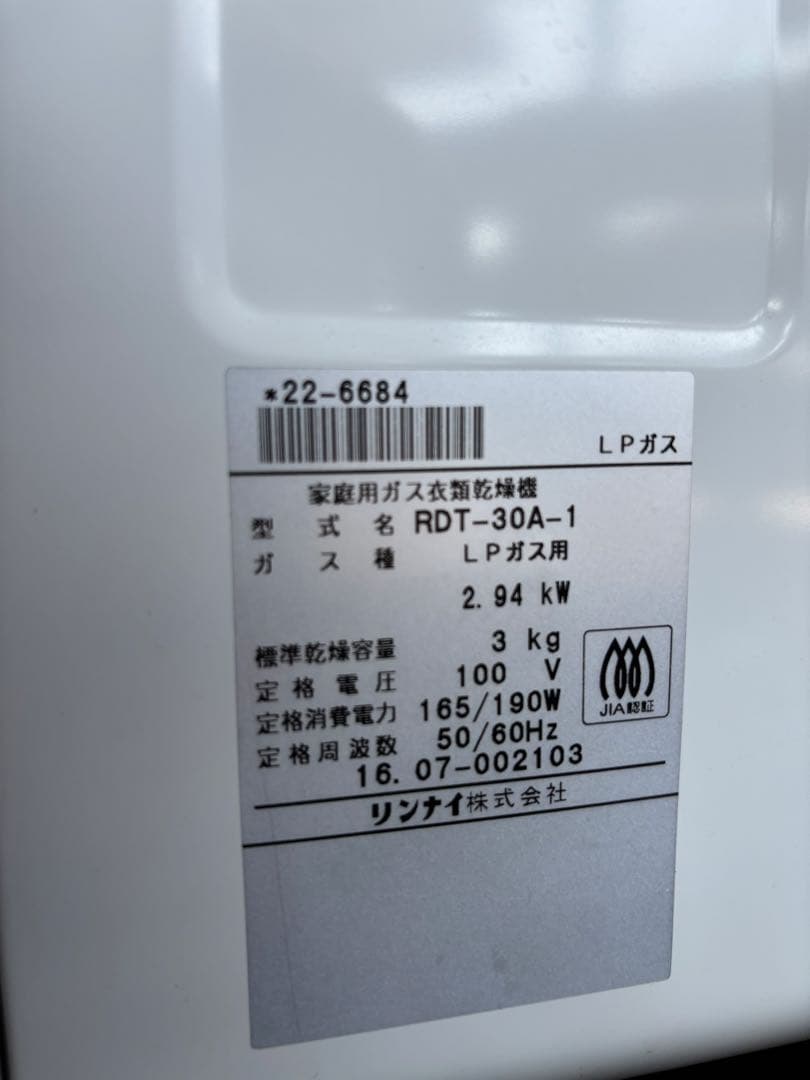 *22-6684
LPガス
家庭用ガス衣類乾燥機
型式名 RDT-30A-1
ガス種 LPガス用
2.94 kW
標準乾燥容量 3 kg
定格電圧 100 V
定格消費電力 165/190W
定格周波数 50/60Hz
JIA認証
16.07-002103
リンナイ株式会社